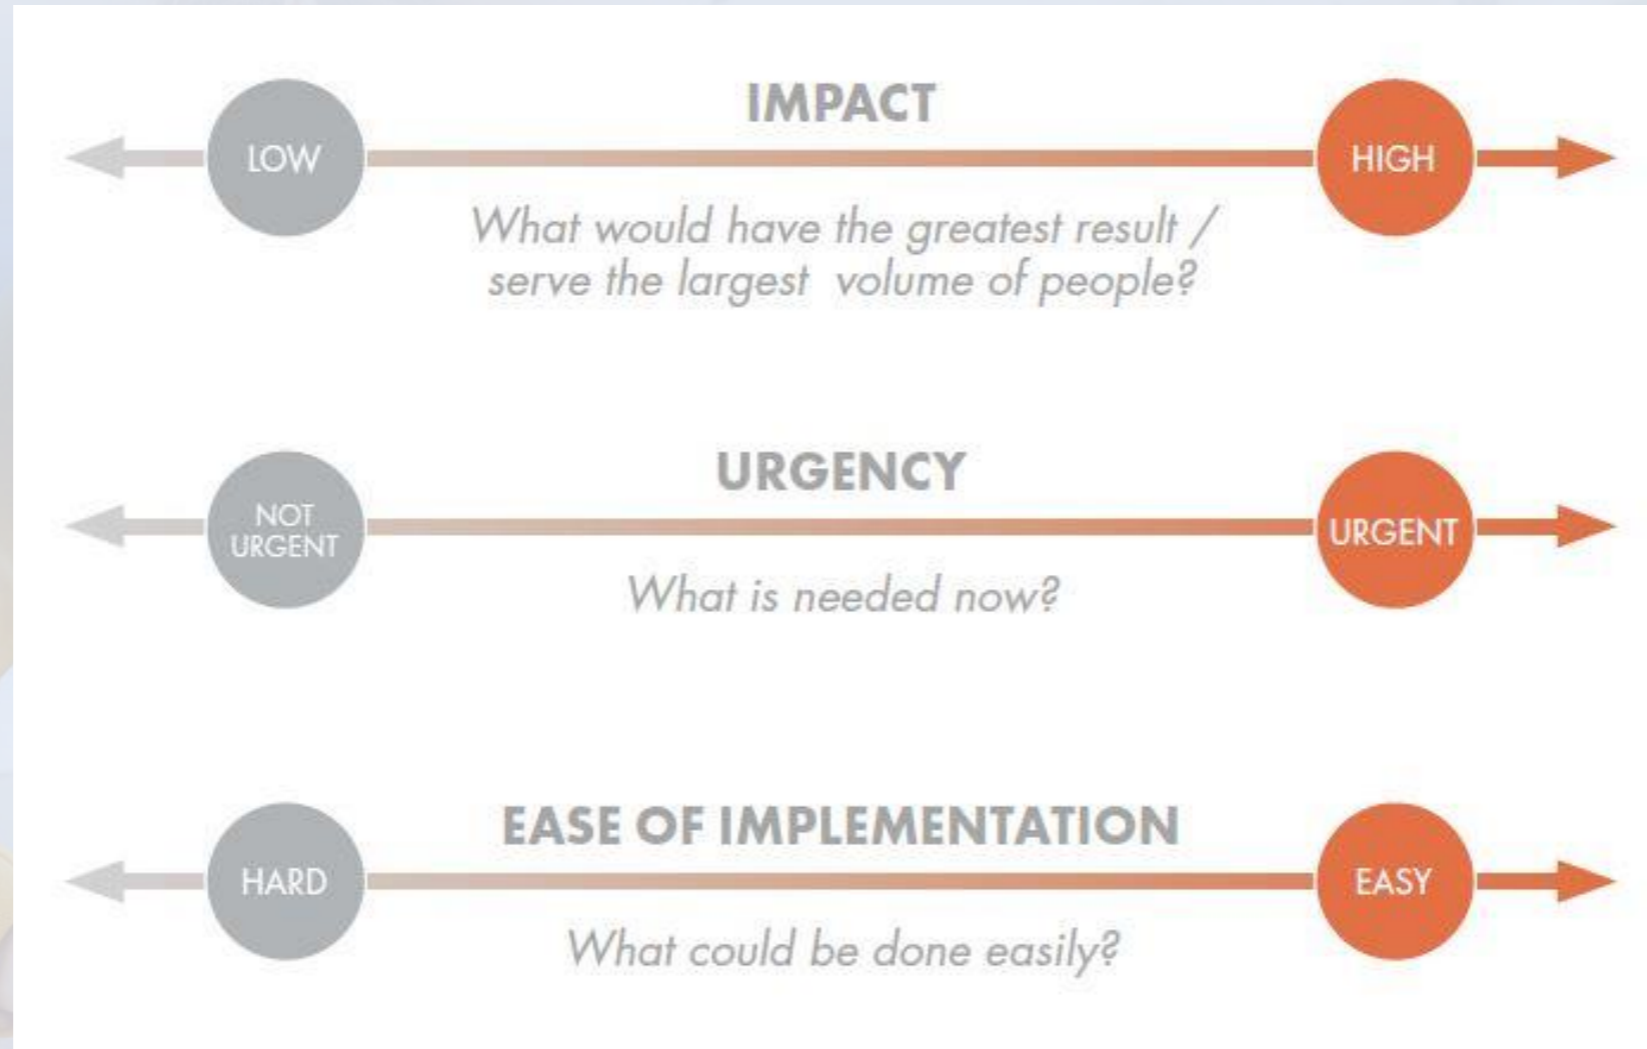 IMPACT
LOW
HIGH
What would have the greatest result /
serve the largest volume of people?
URGENCY
NOT
URGENT
URGENT
What is needed now?
EASE OF IMPLEMENTATION
HARD
EASY
What could be done easily?